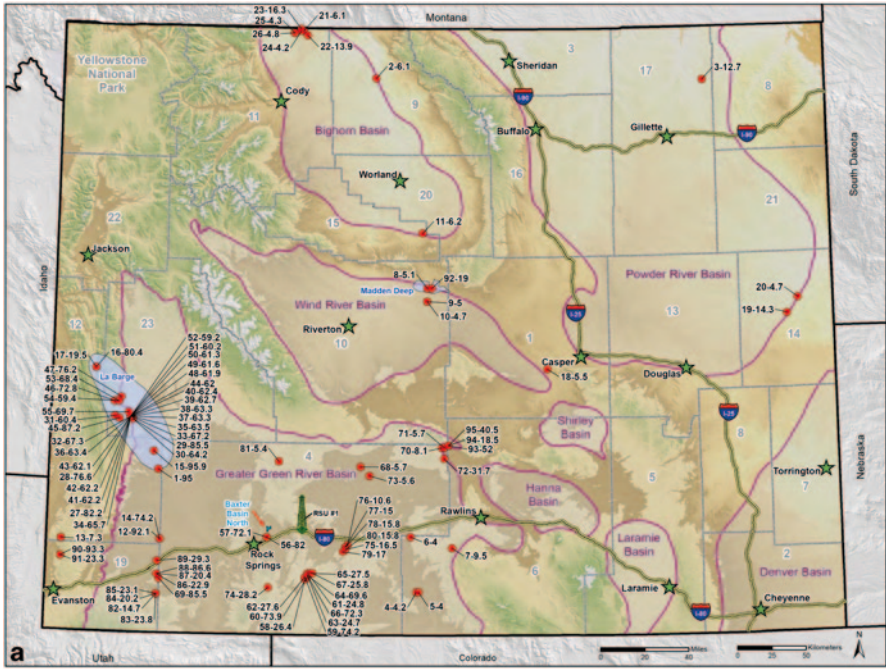 Montana
23-16.3
25-4.3
26-4.8
24-4.2
21-6.1
22-13.9
2-6.1
3-12.7
Yellowstone
National
Park
Sheridan
3
17
8
I-90
Cody
11
9
Bighorn Basin
Buffalo
Gillette
I-90
Worland
20
16
South Dakota
21
15
11-6.2
22
Jackson
Idaho
8-5.1
92-19
Madden Deep
9-5
10-4.7
Wind River Basin
Riverton
10
Powder River Basin
13
20-4.7
19-14.3
14
I-25
12
23
1
Casper
18-5.5
Douglas
17-19.5
16-80.4
La Barge
47-76.2
53-68.4
46-72.8
54-59.4
55-69.7
31-60.4
45-87.2
32-67.3
36-63.4
43-62.1
28-76.6
42-62.2
41-62.2
27-82.2
34-65.7
52-59.2
51-60.2
50-61.3
49-61.6
48-61.9
44-62
40-62.4
39-62.7
38-63.3
37-63.3
35-63.5
33-67.2
29-85.5
30-64.2
15-95.9
1-95
I-25
8
Shirley
Basin
Torrington
7
Nebraska
71-5.7
70-8.1
95-40.5
94-18.5
93-52
72-31.7
81-5.4
4
Greater Green River Basin
68-5.7
73-5.6
5
Hanna
Basin
Rawlins
Baxter
Basin
North
RSU #1
57-72.1
56-82
I-80
Rock
Springs
76-10.6
77-15
78-15.8
80-15.8
75-16.5
79-17
14-74.2
12-92.1
13-7.3
90-93.3
91-23.3
19
89-29.3
88-86.6
87-20.4
86-22.9
69-85.5
85-23.1
84-20.2
82-14.7
83-23.8
Evanston
74-28.2
62-27.6
60-73.9
58-26.4
65-27.5
67-25.8
64-69.6
61-24.8
66-72.3
63-24.7
59-74.2
6-4
7-9.5
4-4.2
5-4
6
Laramie
Basin
Laramie
2
Denver Basin
I-80
Cheyenne
a
Utah
Colorado
Miles
0 20 40
Kilometers
0 25 50
N